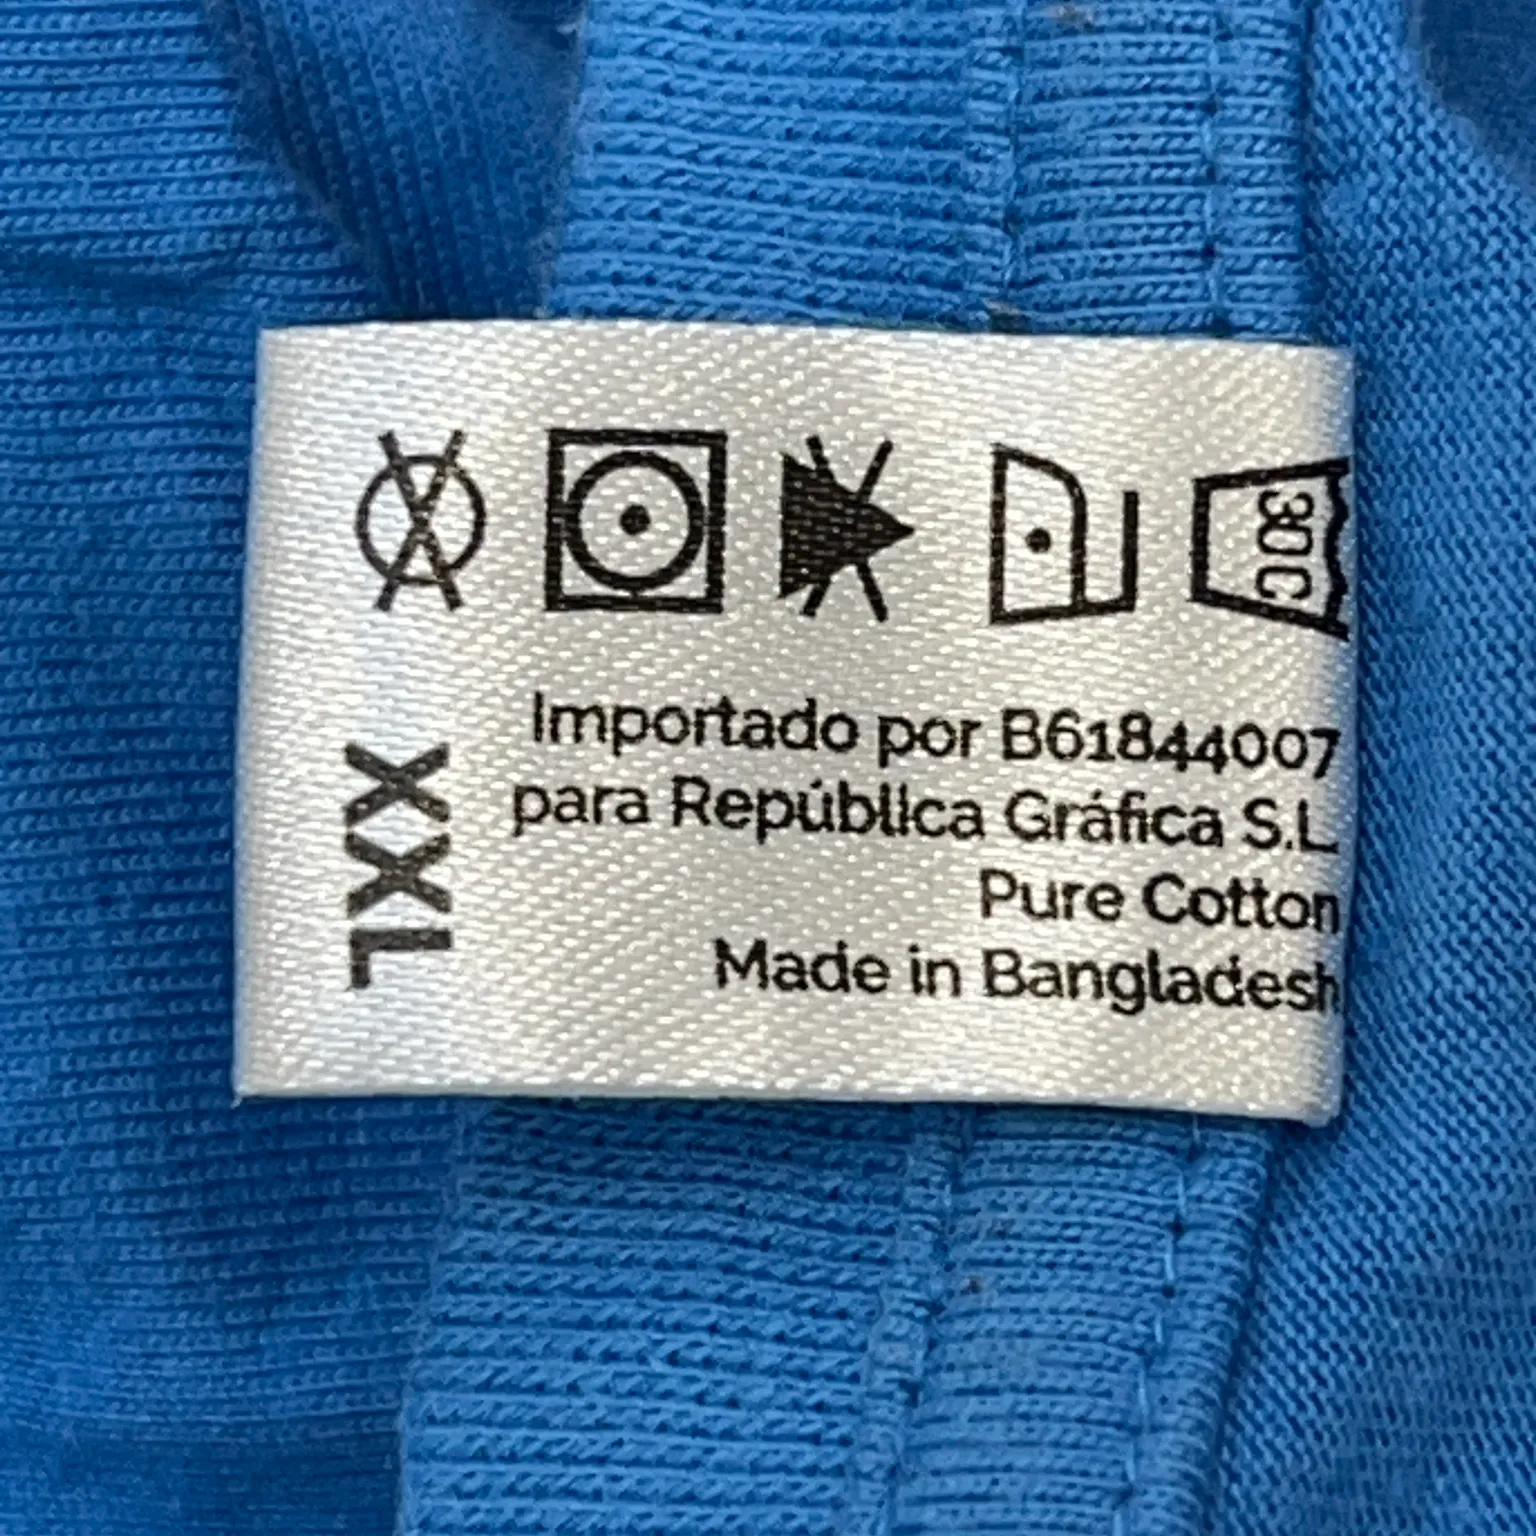 30C
XXL
Importado por B61844007
para República Gráfica S.L
Pure Cotton
Made in Bangladesh